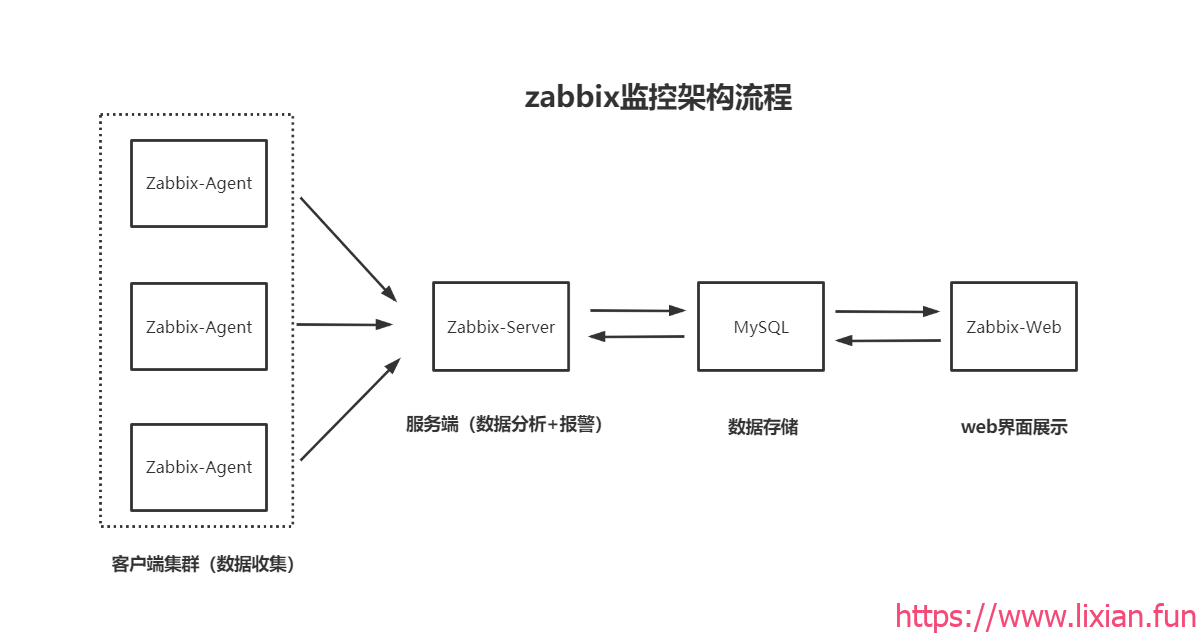 zabbix监控架构流程
Zabbix-Agent
Zabbix-Agent
Zabbix-Server
MySQL
Zabbix-Web
Zabbix-Agent
服务端（数据分析+报警）
数据存储
web界面展示
客户端集群（数据收集）
https://www.lixian.fun